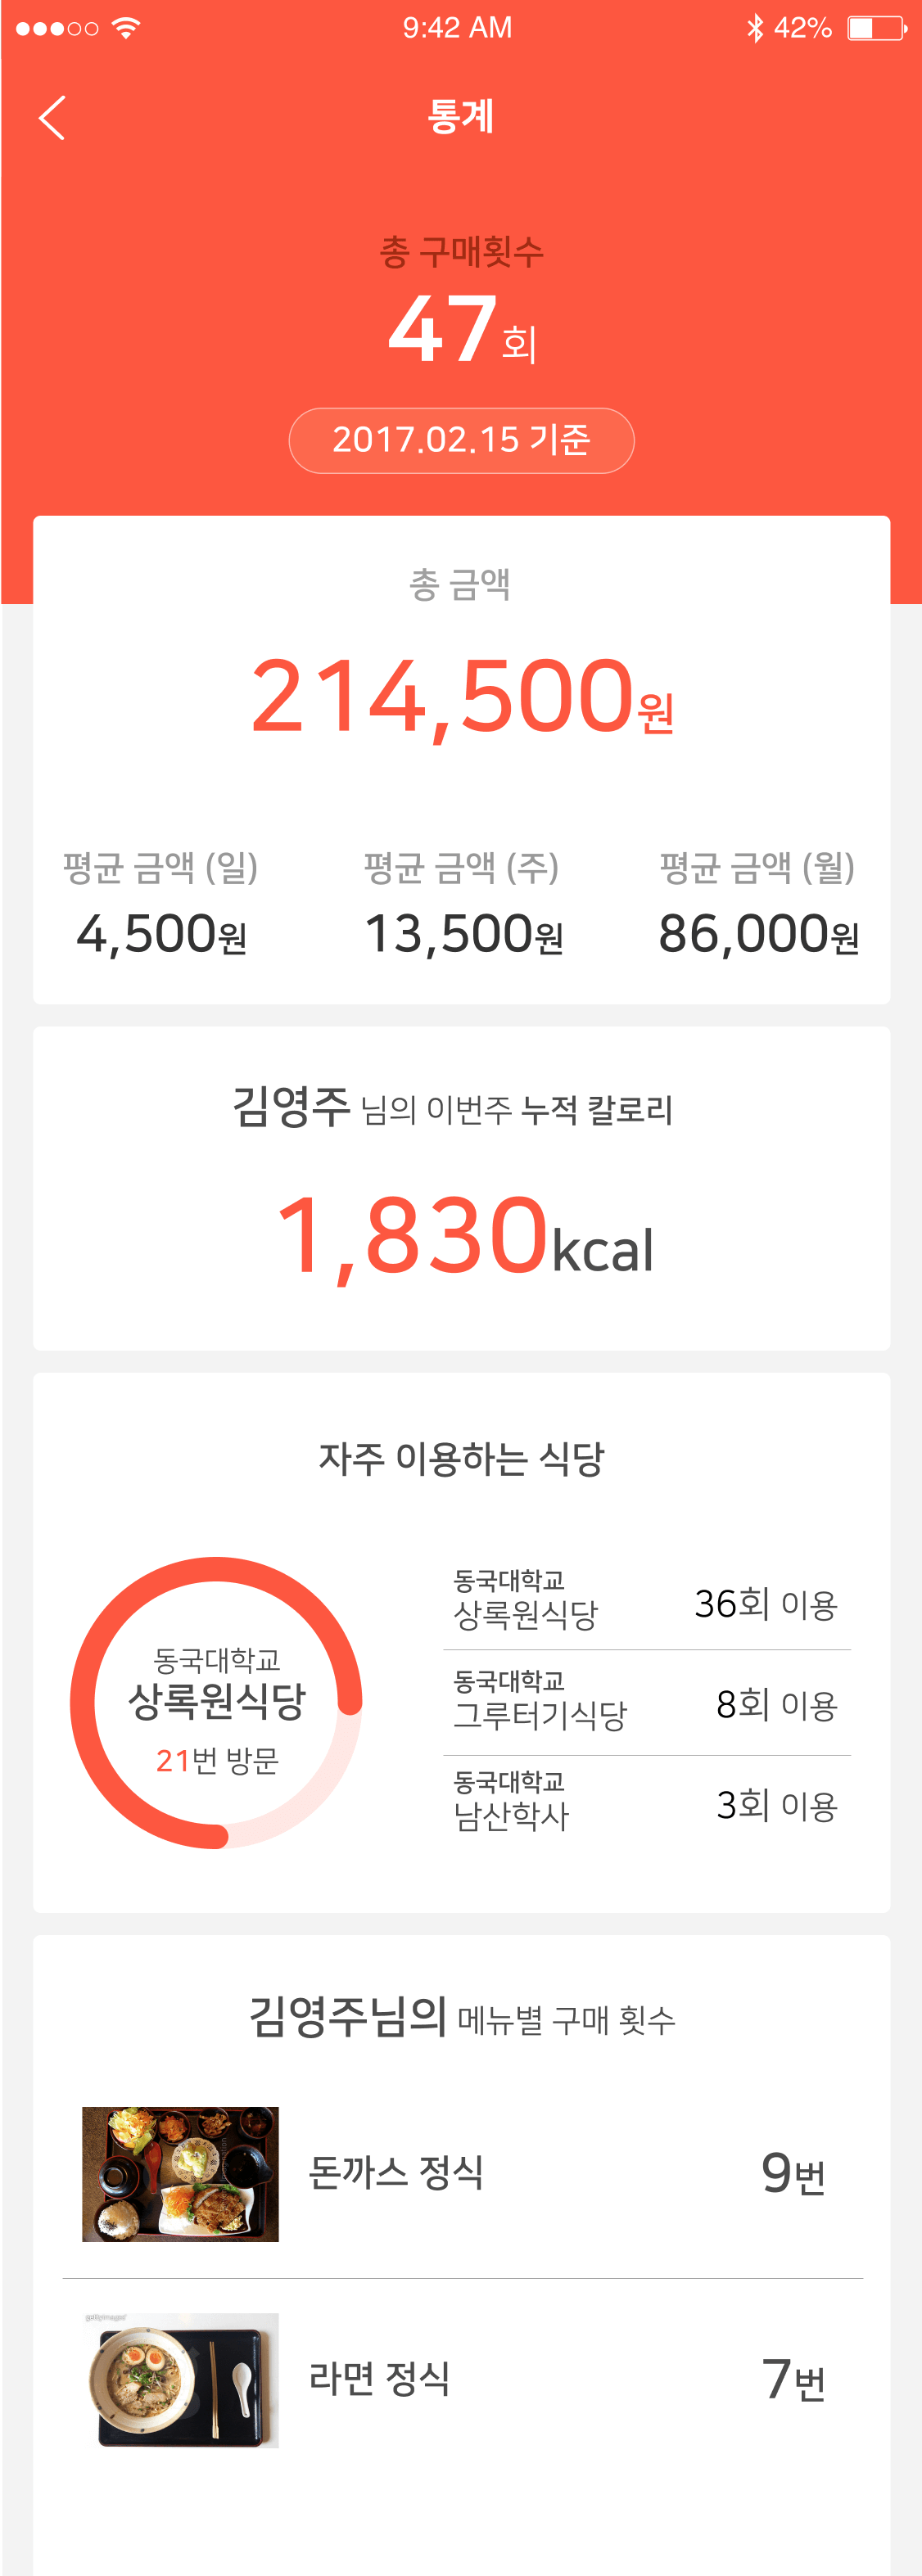 9:42 AM
42%
통계
총 구매횟수
47회
2017.02.15 기준
총 금액
214,500원
평균 금액 (일)
평균 금액 (주)
평균 금액 (월)
4,500원
13,500원
86,000원
김영주 님의 이번주 누적 칼로리
1,830kcal
자주 이용하는 식당
동국대학교
상록원식당
21번 방문
동국대학교
상록원식당
36회 이용
동국대학교
그루터기식당
8회 이용
동국대학교
남산학사
3회 이용
김영주님의 메뉴별 구매 횟수
돈까스 정식
9번
gettyimages
라면 정식
7번